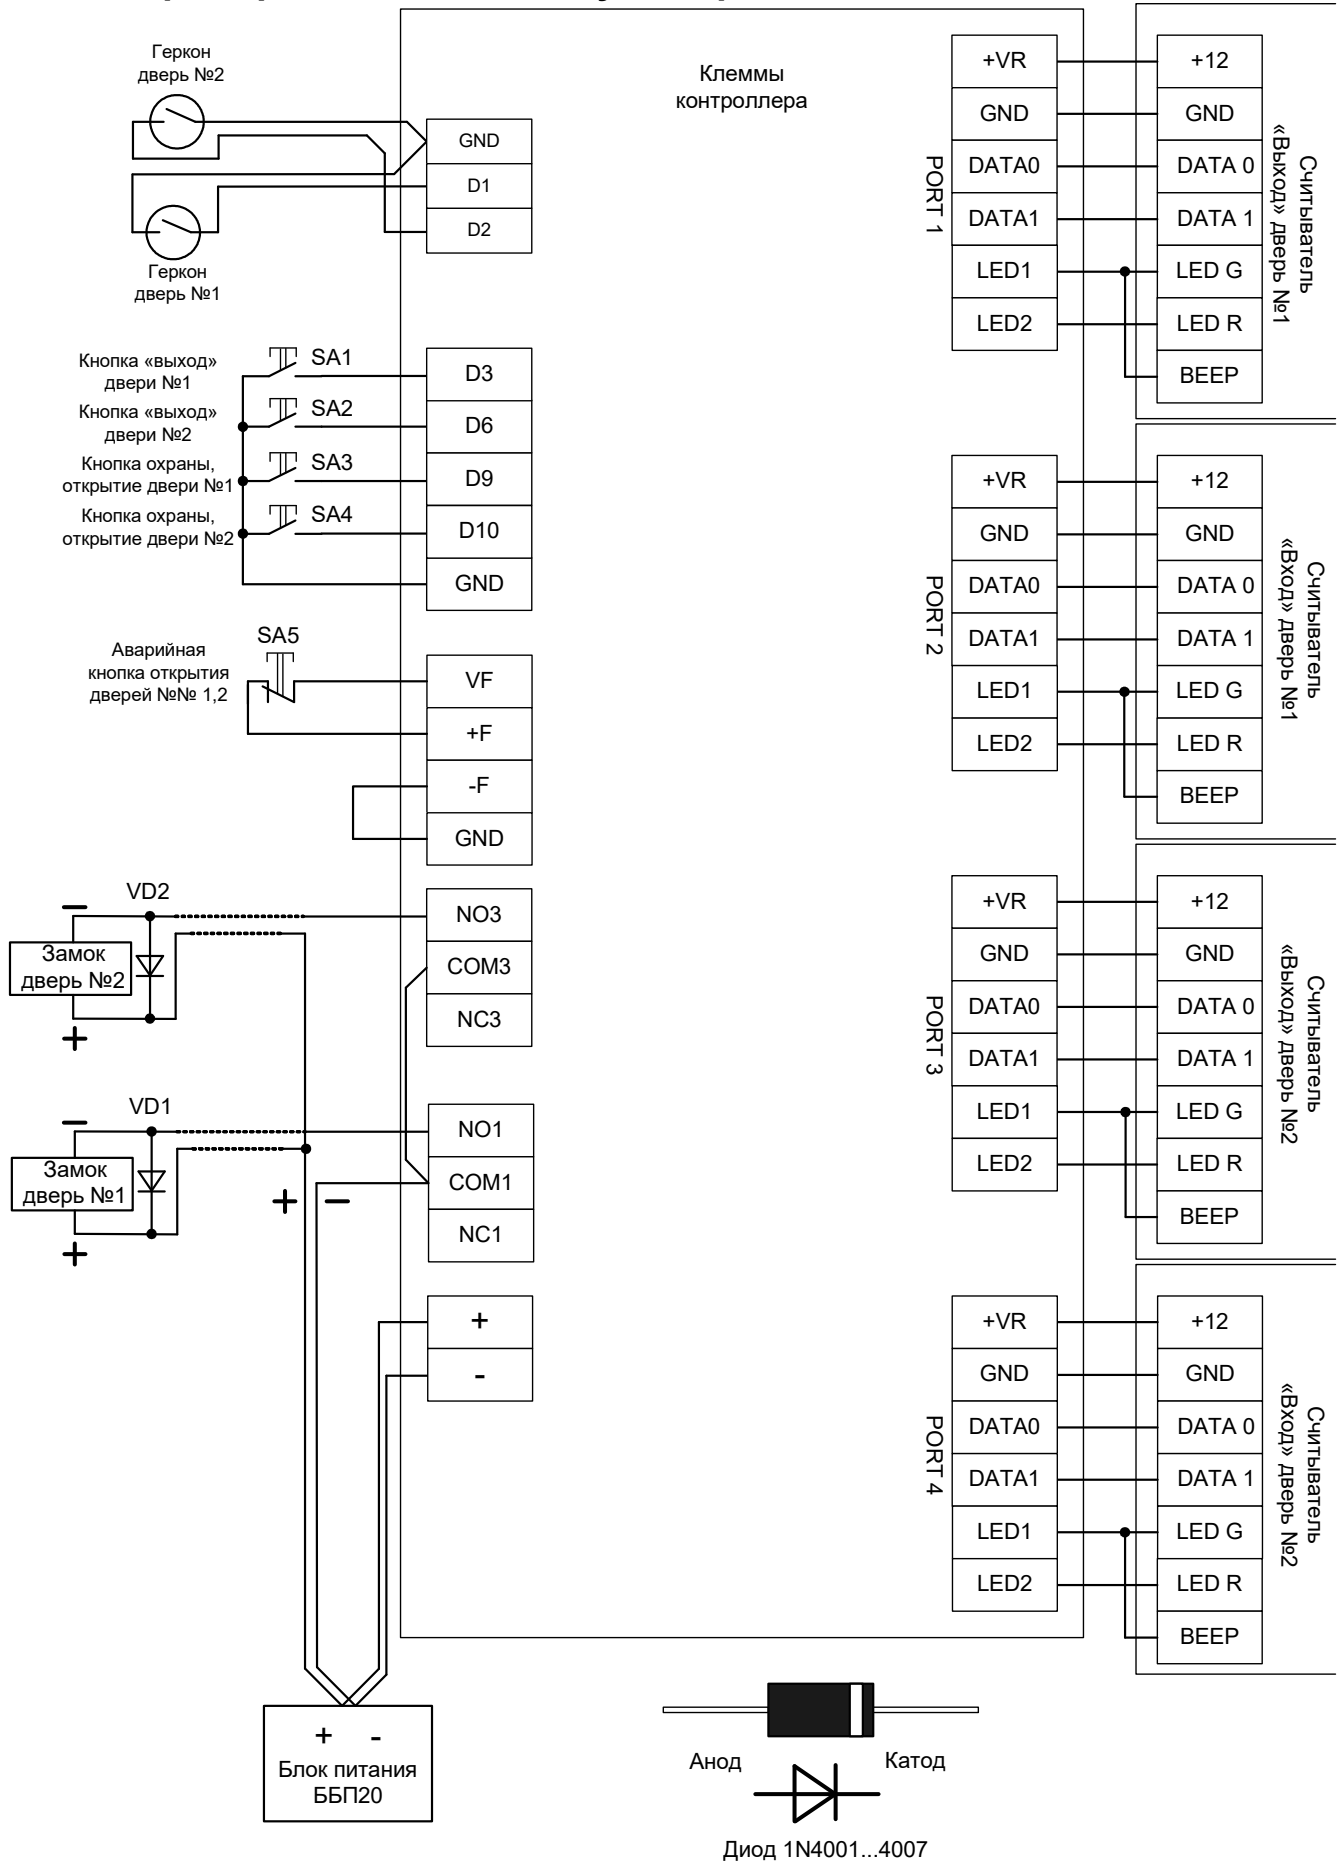 Геркон
дверь №2
GND
D1
D2
Геркон
дверь №1
Клеммы
контроллера
Кнопка «выход»
двери №1
SA1
D3
Кнопка «выход»
двери №2
SA2
D6
Кнопка охраны,
открытие двери №1
SA3
D9
Кнопка охраны,
открытие двери №2
SA4
D10
GND
Аварийная
кнопка открытия
дверей №№ 1,2
SA5
VF
+F
-F
GND
VD2
−
Замок
дверь №2
+
NO3
COM3
NC3
VD1
−
Замок
дверь №1
+
+ −
NO1
COM1
NC1
+
-
+ -
Блок питания
ББП20
PORT 1
+VR
GND
DATA0
DATA1
LED1
LED2
+12
GND
DATA 0
DATA 1
LED G
LED R
BEEP
Считыватель
«Выход» дверь №1
PORT 2
+VR
GND
DATA0
DATA1
LED1
LED2
+12
GND
DATA 0
DATA 1
LED G
LED R
BEEP
Считыватель
«Вход» дверь №1
PORT 3
+VR
GND
DATA0
DATA1
LED1
LED2
+12
GND
DATA 0
DATA 1
LED G
LED R
BEEP
Считыватель
«Выход» дверь №2
PORT 4
+VR
GND
DATA0
DATA1
LED1
LED2
+12
GND
DATA 0
DATA 1
LED G
LED R
BEEP
Считыватель
«Вход» дверь №2
Анод
Катод
Диод 1N4001...4007